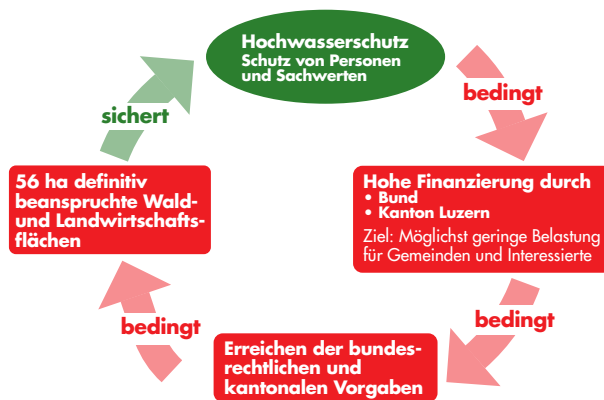 Hochwasserschutz
Schutz von Personen
und Sachwerten
bedingt
Hohe Finanzierung durch
• Bund
• Kanton Luzern
Ziel: Möglichst geringe Belastung
für Gemeinden und Interessierte
bedingt
Erreichen der bundes-
rechtlichen und
kantonalen Vorgaben
bedingt
56 ha definitiv
beanspruchte Wald-
und Landwirtschafts-
flächen
sichert